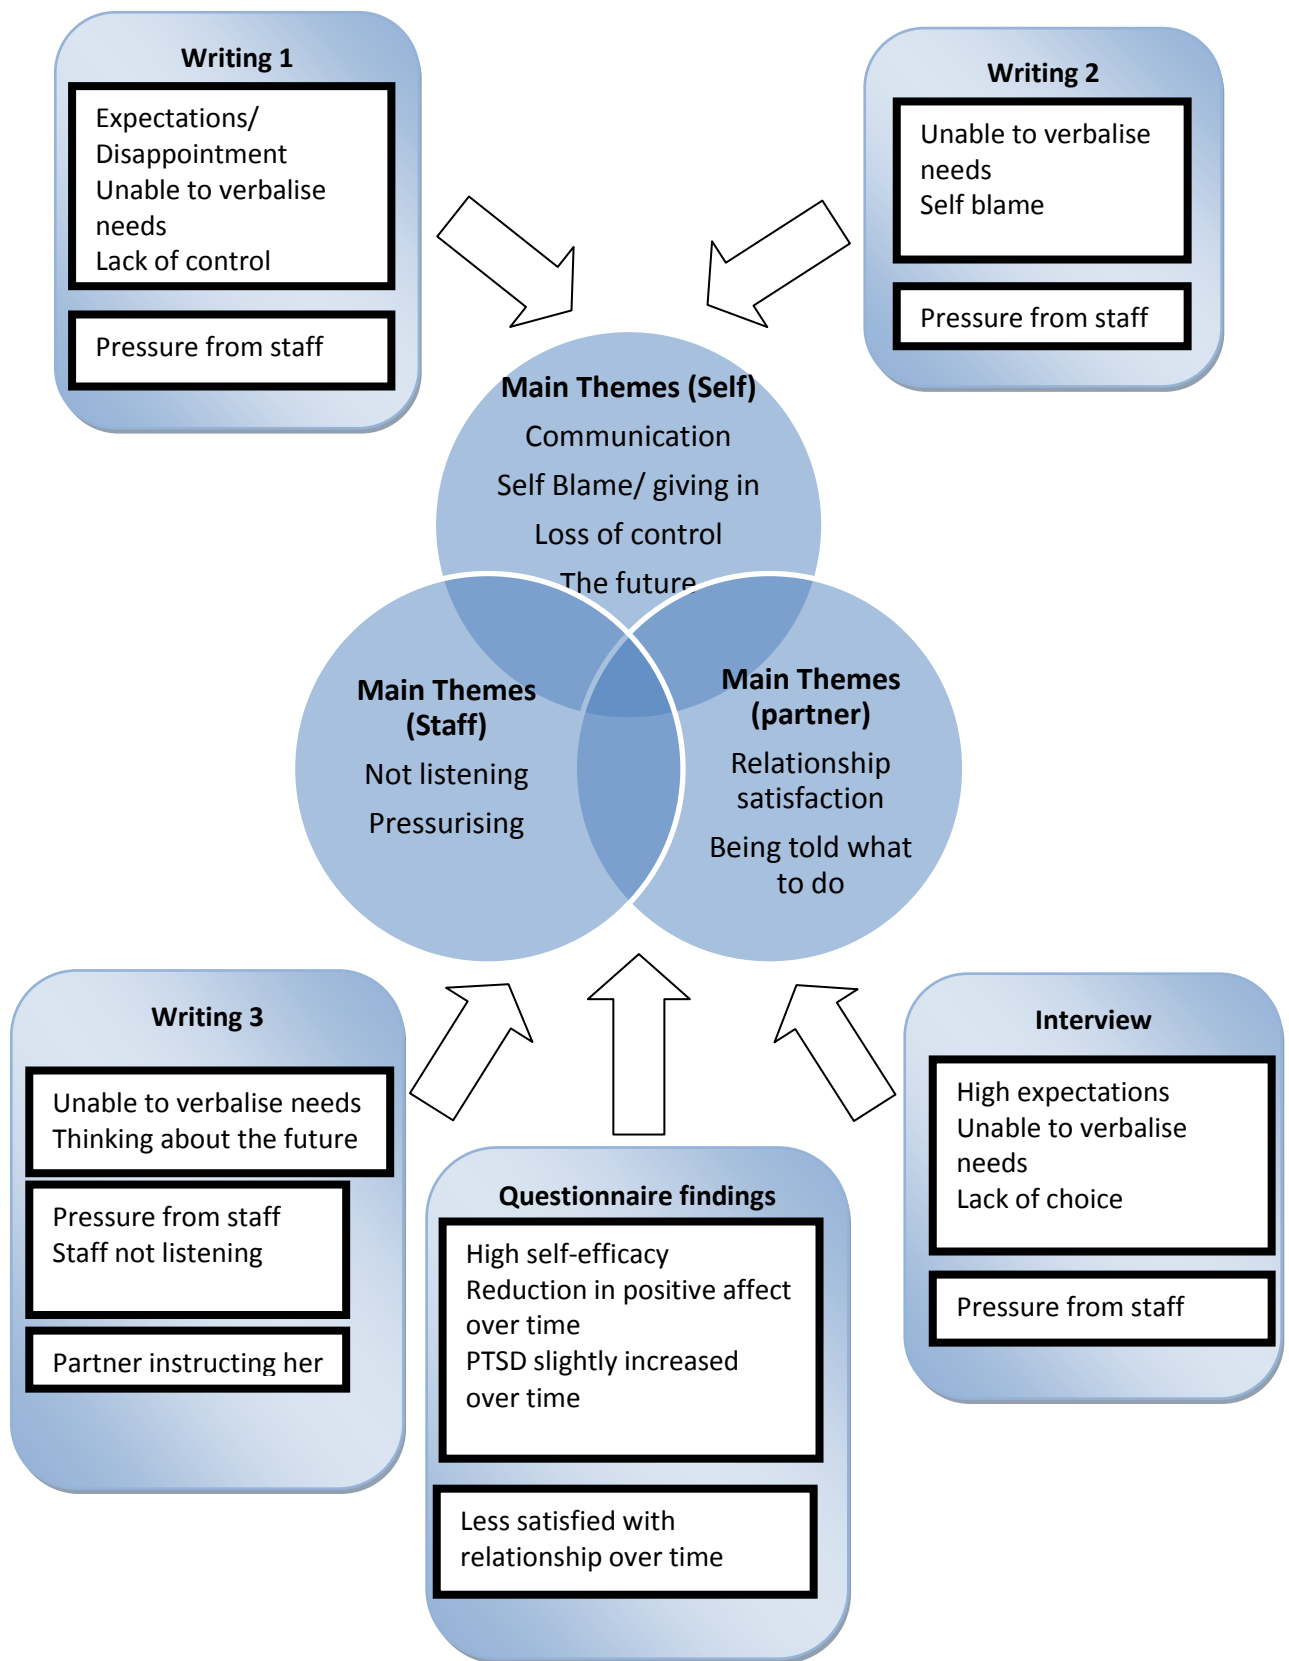 Writing 1
Expectations/
Disappointment
Unable to verbalise
needs
Lack of control
Pressure from staff
Writing 2
Unable to verbalise
needs
Self blame
Pressure from staff
Main Themes (Self)
Communication
Self Blame/ giving in
Loss of control
The future
Main Themes
(Staff)
Not listening
Pressurising
Main Themes
(partner)
Relationship
satisfaction
Being told what
to do
Writing 3
Unable to verbalise needs
Thinking about the future
Pressure from staff
Staff not listening
Partner instructing her
Questionnaire findings
High self-efficacy
Reduction in positive affect
over time
PTSD slightly increased
over time
Less satisfied with
relationship over time
Interview
High expectations
Unable to verbalise
needs
Lack of choice
Pressure from staff